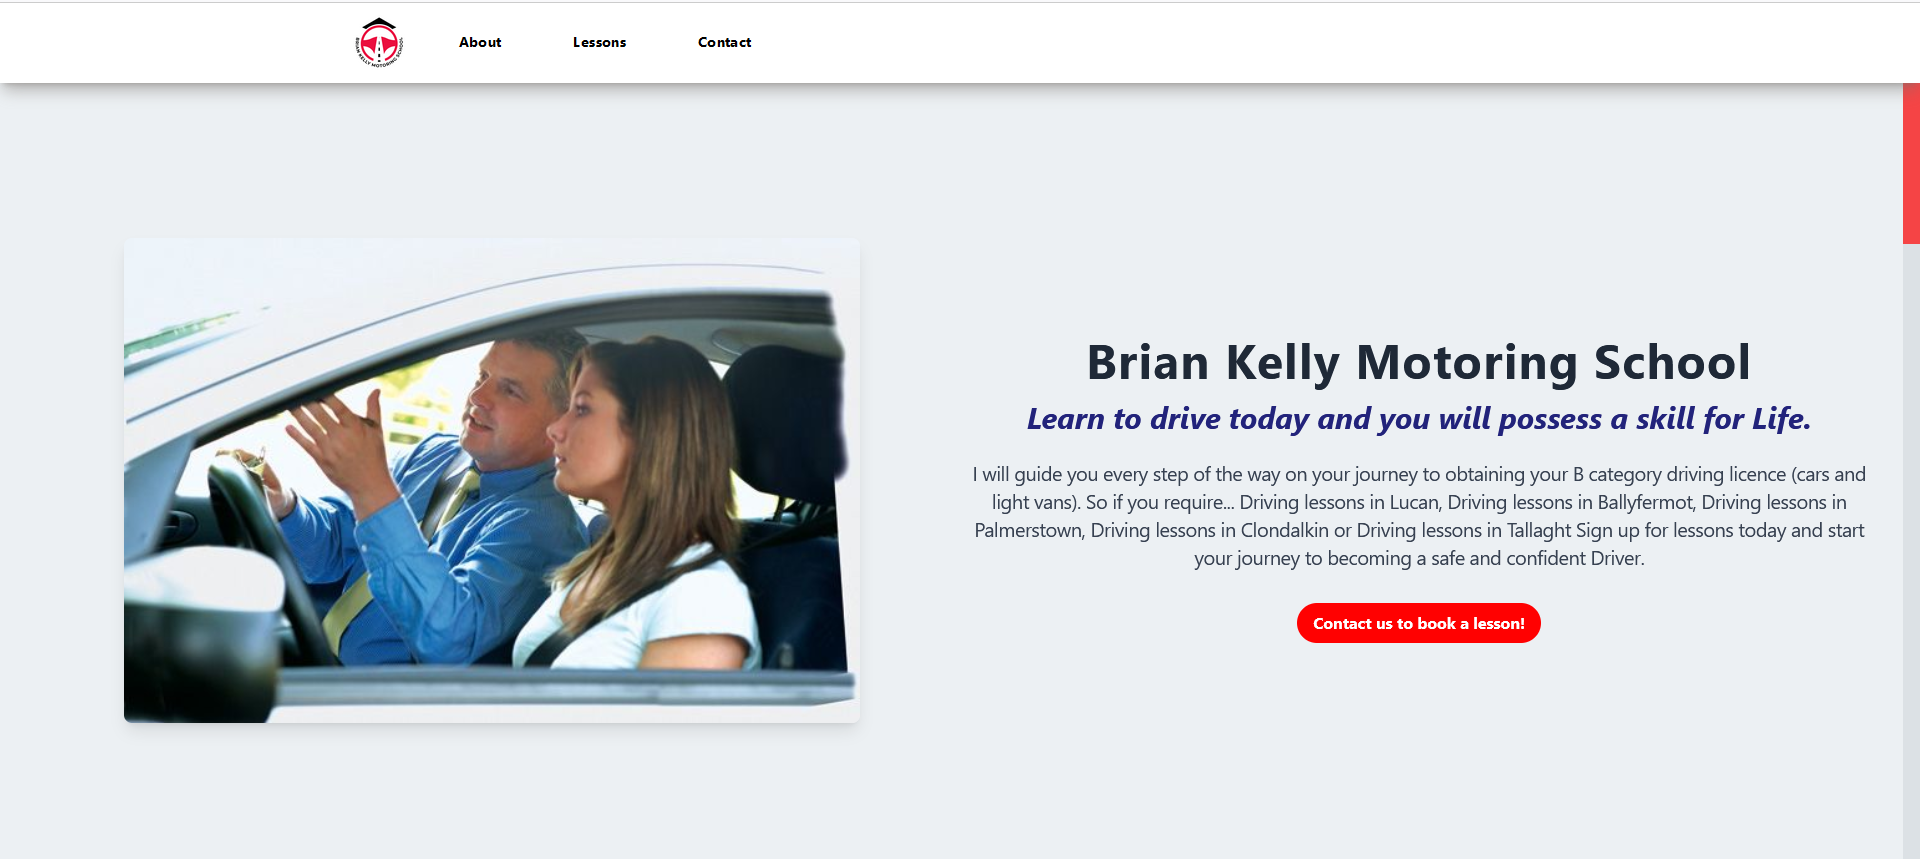 BRIAN KELLY MOTORING SCHOOL
About
Lessons
Contact
Brian Kelly Motoring School
Learn to drive today and you will possess a skill for Life.
I will guide you every step of the way on your journey to obtaining your B category driving licence (cars and
light vans). So if you require... Driving lessons in Lucan, Driving lessons in Ballyfermot, Driving lessons in
Palmerstown, Driving lessons in Clondalkin or Driving lessons in Tallaght Sign up for lessons today and start
your journey to becoming a safe and confident Driver.
Contact us to book a lesson!